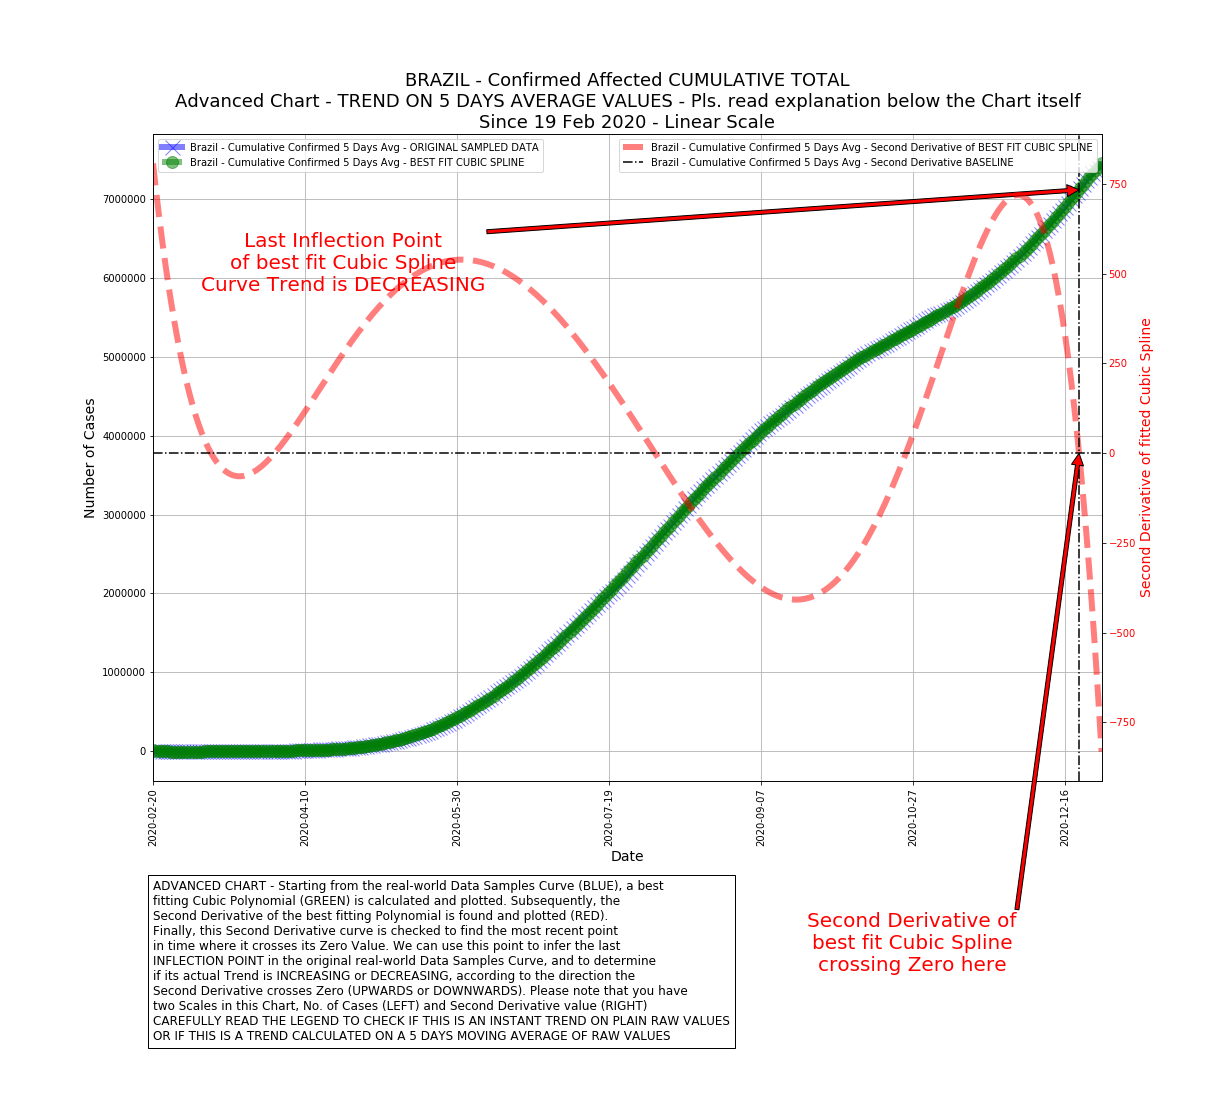 BRAZIL - Confirmed Affected CUMULATIVE TOTAL
Advanced Chart - TREND ON 5 DAYS AVERAGE VALUES - Pls. read explanation below the Chart itself
Since 19 Feb 2020 - Linear Scale
Brazil - Cumulative Confirmed 5 Days Avg - ORIGINAL SAMPLED DATA
Brazil - Cumulative Confirmed 5 Days Avg - BEST FIT CUBIC SPLINE
Brazil - Cumulative Confirmed 5 Days Avg - Second Derivative of BEST FIT CUBIC SPLINE
Brazil - Cumulative Confirmed 5 Days Avg - Second Derivative BASELINE
Last Inflection Point
of best fit Cubic Spline
Curve Trend is DECREASING
Number of Cases
7000000
6000000
5000000
4000000
3000000
2000000
1000000
0
750
500
250
0
−250
−500
−750
Second Derivative of fitted Cubic Spline
2020-02-20
2020-04-10
2020-05-30
2020-07-19
2020-09-07
2020-10-27
2020-12-16
Date
ADVANCED CHART - Starting from the real-world Data Samples Curve (BLUE), a best
fitting Cubic Polynomial (GREEN) is calculated and plotted. Subsequently, the
Second Derivative of the best fitting Polynomial is found and plotted (RED).
Finally, this Second Derivative curve is checked to find the most recent point
in time where it crosses its Zero Value. We can use this point to infer the last
INFLECTION POINT in the original real-world Data Samples Curve, and to determine
if its actual Trend is INCREASING or DECREASING, according to the direction the
Second Derivative crosses Zero (UPWARDS or DOWNWARDS). Please note that you have
two Scales in this Chart, No. of Cases (LEFT) and Second Derivative value (RIGHT)
CAREFULLY READ THE LEGEND TO CHECK IF THIS IS AN INSTANT TREND ON PLAIN RAW VALUES
OR IF THIS IS A TREND CALCULATED ON A 5 DAYS MOVING AVERAGE OF RAW VALUES
Second Derivative of
best fit Cubic Spline
crossing Zero here